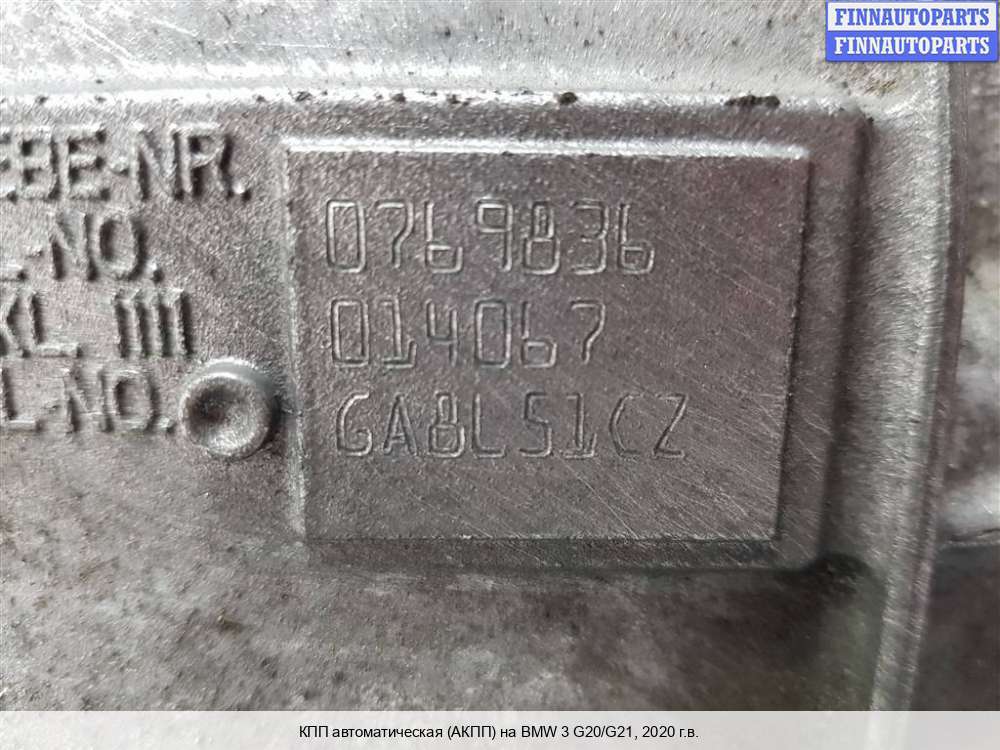 FINNAUTOPARTS
FINNAUTOPARTS
EBE-NR.
L-NO.
KL. IIII
L-NO.
0769836
014067
GA8L51CZ
КПП автоматическая (АКПП) на BMW 3 G20/G21, 2020 г.в.